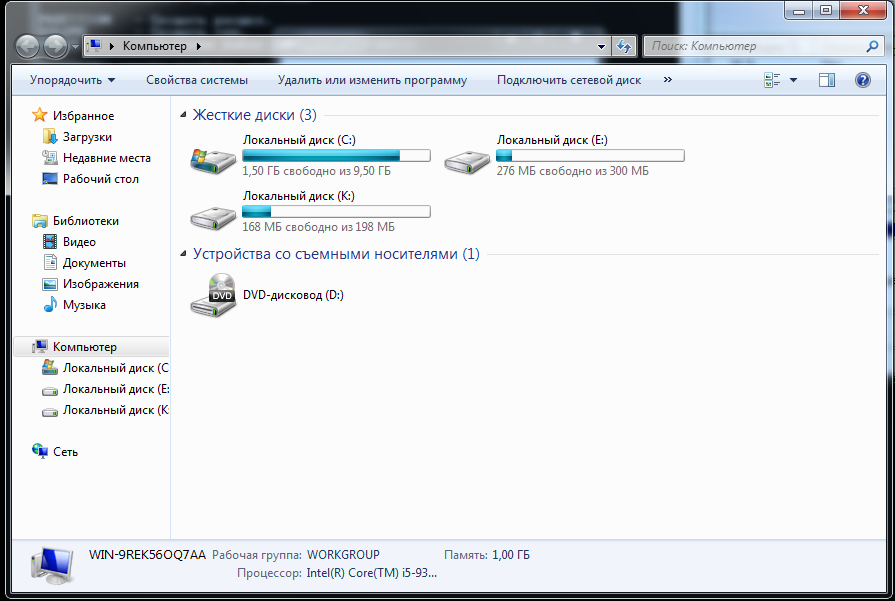 Компьютер
Поиск: Компьютер
Упорядочить Свойства системы Удалить или изменить программу Подключить сетевой диск »
Избранное
Загрузки
Недавние места
Рабочий стол
Библиотеки
Видео
Документы
Изображения
Музыка
Компьютер
Локальный диск (C
Локальный диск (E:
Локальный диск (K:
Сеть
Жесткие диски (3)
Локальный диск (C:)
1,50 ГБ свободно из 9,50 ГБ
Локальный диск (E:)
276 МБ свободно из 300 МБ
Локальный диск (K:)
168 МБ свободно из 198 МБ
Устройства со съемными носителями (1)
DVD
DVD-дисковод (D:)
WIN-9REK56OQ7AA Рабочая группа: WORKGROUP Память: 1,00 ГБ
Процессор: Intel(R) Core(TM) i5-93...